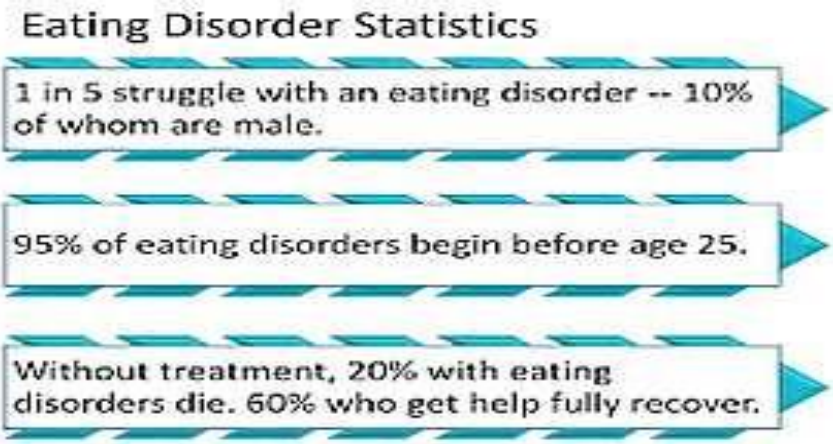 Eating Disorder Statistics
1 in 5 struggle with an eating disorder -- 10%
of whom are male.
95% of eating disorders begin before age 25.
Without treatment, 20% with eating
disorders die. 60% who get help fully recover.